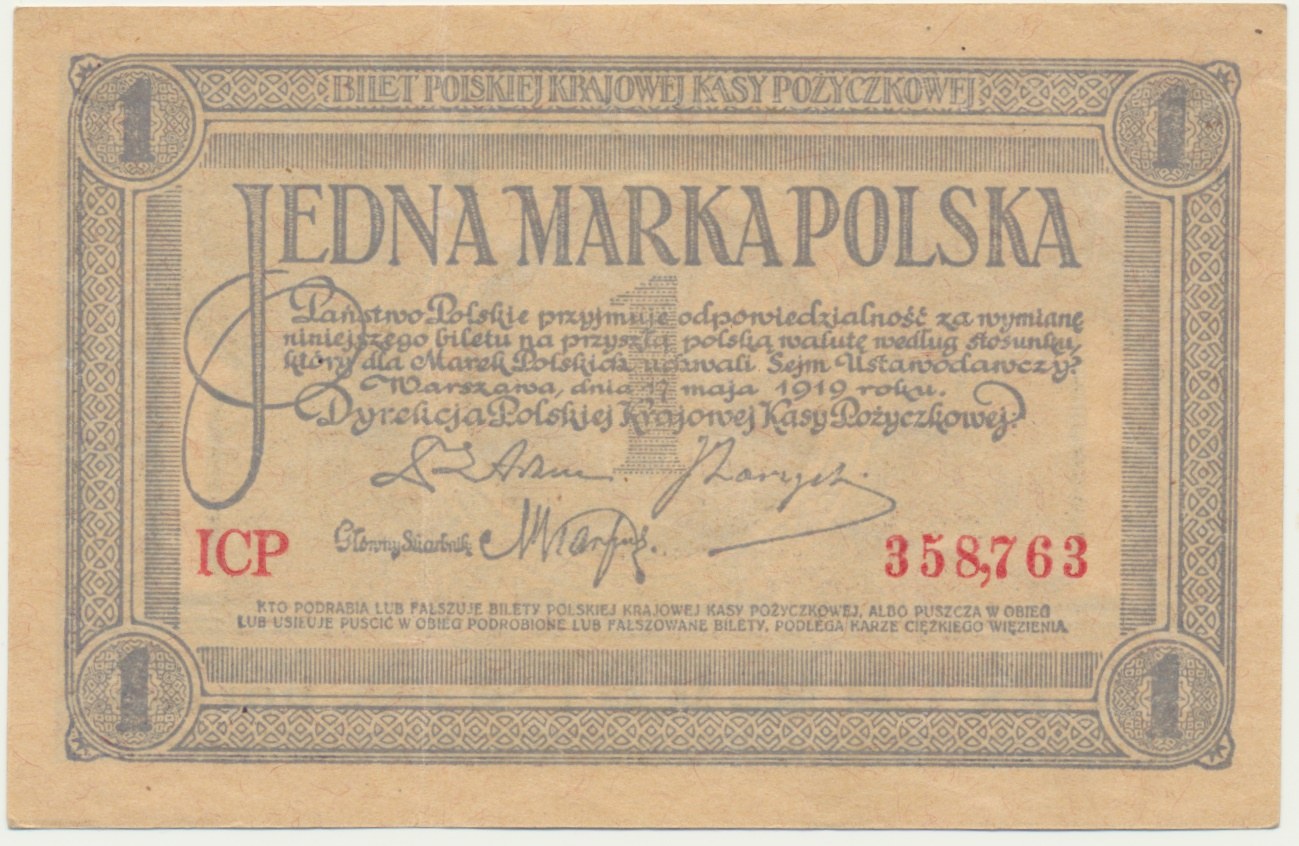 1 BILET POLSKIEJ KRAJOWEJ KASY POŻYCZKOWEJ 1
JEDNA MARKA POLSKA
1
Państwo Polskie przyjmuje odpowiedzialność za wymianę
niniejszego biletu na przyszłą polską walutę według stosunku,
który dla Marek Polskich uchwali Sejm Ustawodawczy.
Warszawa, dnia 17 maja 1919 roku.
Dyrekcja Polskiej Krajowej Kasy Pożyczkowej:
Główny Skarbnik
ICP 358,763
KTO PODRABIA LUB FAŁSZUJE BILETY POLSKIEJ KRAJOWEJ KASY POŻYCZKOWEJ, ALBO PUSZCZA W OBIEG
LUB USIŁUJE PUŚCIĆ W OBIEG PODROBIONE LUB FAŁSZOWANE BILETY, PODLEGA KARZE CIĘŻKIEGO WIĘZIENIA.
1 1